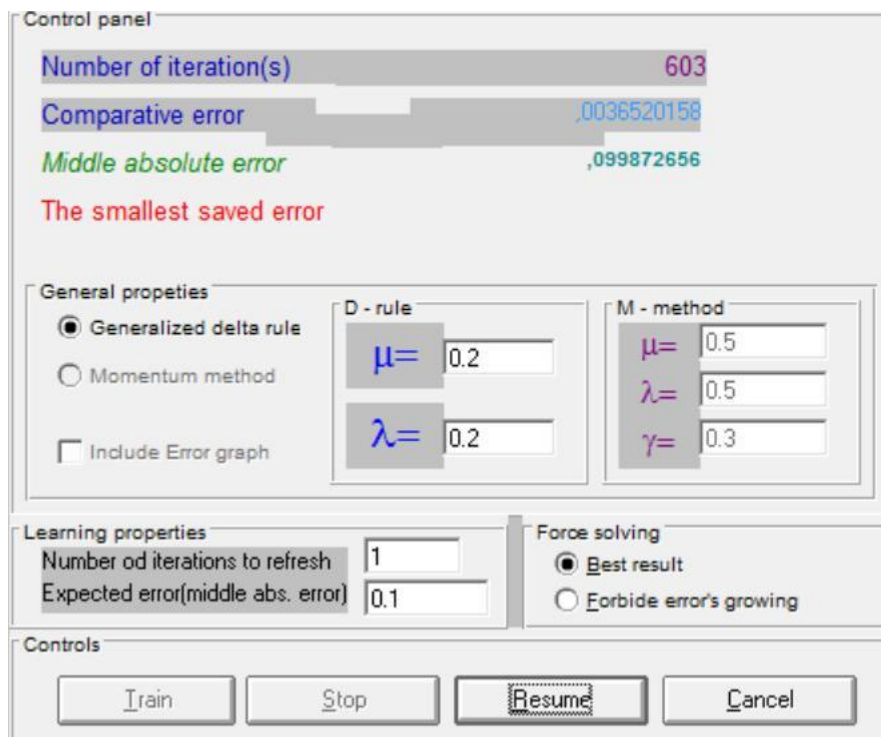 Control panel
Number of iteration(s) 603
Comparative error ,0036520158
Middle absolute error ,099872656
The smallest saved error
General propeties
Generalized delta rule
Momentum method
Include Error graph
D - rule
μ= 0.2
λ= 0.2
M - method
μ= 0.5
λ= 0.5
γ= 0.3
Learning properties
Number od iterations to refresh 1
Expected error(middle abs. error) 0.1
Force solving
Best result
Forbide error's growing
Controls
Train Stop Resume Cancel